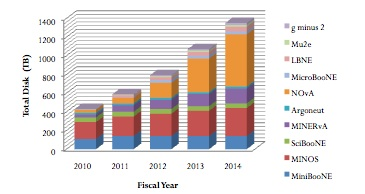 1400
1200
1000
800
600
400
200
0
Total Disk (TB)
2010 2011 2012 2013 2014
Fiscal Year
g minus 2
Mu2e
LBNE
MicroBooNE
NOvA
Argoneut
MINERvA
SciBooNE
MINOS
MiniBooNE